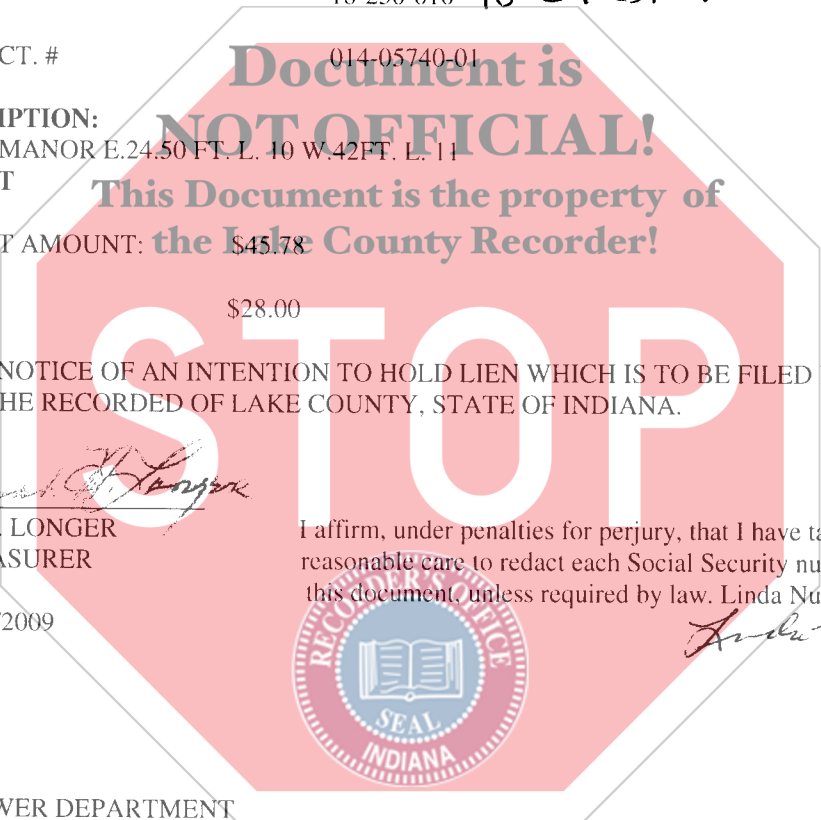 CT. # 014-05740-01
Document is
IPTION:
NOT OFFICIAL!
MANOR E.24.50 FT. L. 10 W.42FT. L. 11
T
This Document is the property of
T AMOUNT: $45.78
the Lake County Recorder!
$28.00
STOP
NOTICE OF AN INTENTION TO HOLD LIEN WHICH IS TO BE FILED
HE RECORDED OF LAKE COUNTY, STATE OF INDIANA.
. LONGER
ASURER
I affirm, under penalties for perjury, that I have ta
reasonable care to redact each Social Security nu
this document, unless required by law. Linda Nu
/2009
RECORDER'S OFFICE
SEAL
INDIANA
WER DEPARTMENT